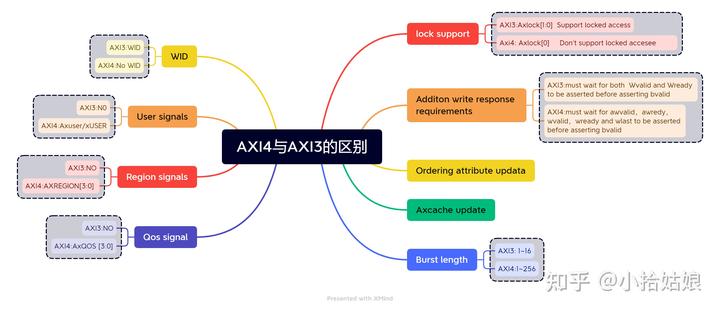 AXI4与AXI3的区别
lock support
AXI3:Axlock[1:0] Support locked access
Axi4: Axlock[0] Don't support locked accesee
Additon write response
requirements
AXI3:must wait for both Wvalid and Wready
to be asserted before asserting bvalid
AXI4:must wait for awvalid, awredy,
wvalid, wready and wlast to be asserted
before asserting bvalid
Ordering attribute updata
Axcache update
Burst length
AXI3: 1~16
AXI4:1~256
WID
AXI3:WID
AXI4:No WID
User signals
AXI3:N0
AXI4:Axuser/xUSER
Region signals
AXI3:NO
AXI4:AXREGION[3:0]
Qos signal
AXI3:NO
AXI4:AxQOS [3:0]
Presented with XMind
知乎 @小拾姑娘